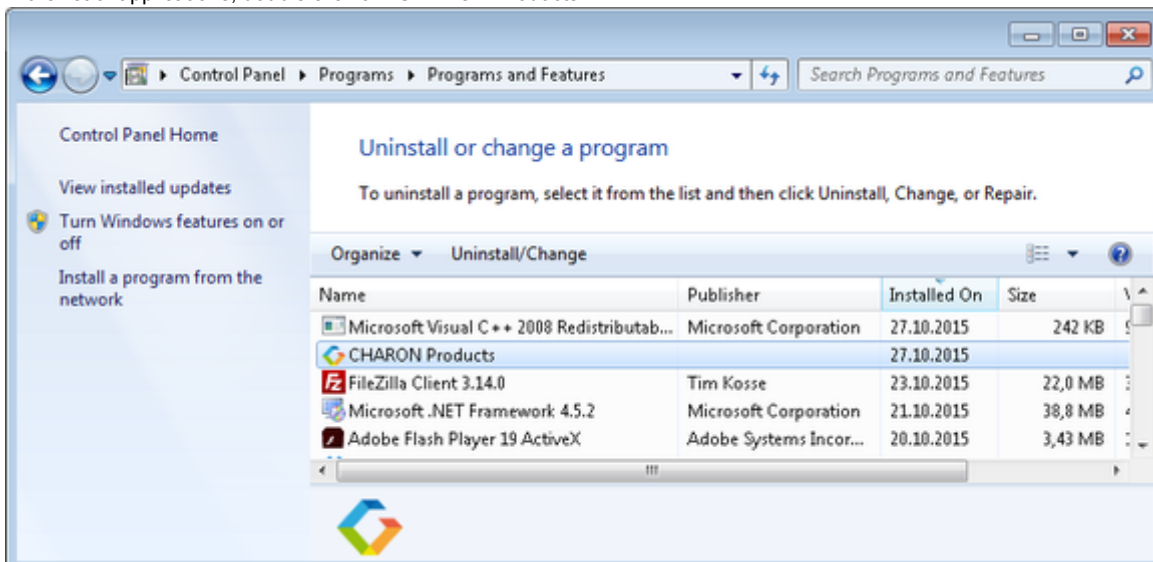 Control Panel ▸ Programs ▸ Programs and Features
Search Programs and Features
Control Panel Home
View installed updates
Turn Windows features on or
off
Install a program from the
network
Uninstall or change a program
To uninstall a program, select it from the list and then click Uninstall, Change, or Repair.
Organize Uninstall/Change
Name Publisher Installed On Size
Microsoft Visual C++ 2008 Redistributab... Microsoft Corporation 27.10.2015 242 KB
CHARON Products 27.10.2015
FileZilla Client 3.14.0 Tim Kosse 23.10.2015 22,0 MB
Microsoft .NET Framework 4.5.2 Microsoft Corporation 21.10.2015 38,8 MB
Adobe Flash Player 19 ActiveX Adobe Systems Incor... 20.10.2015 3,43 MB